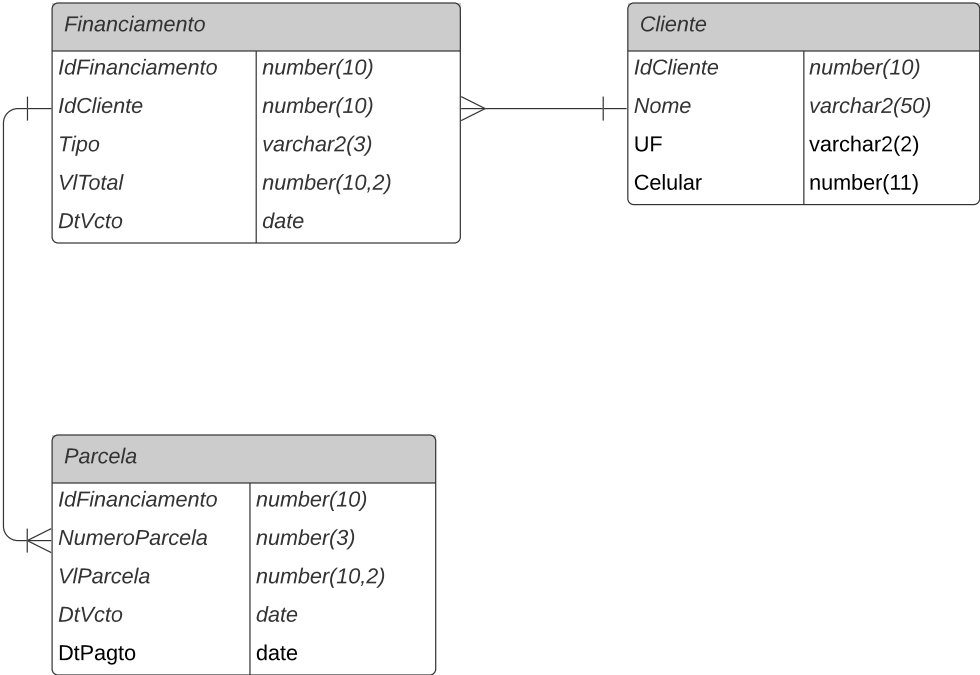 Financiamento
IdFinanciamento number(10)
IdCliente number(10)
Tipo varchar2(3)
VlTotal number(10,2)
DtVcto date
Cliente
IdCliente number(10)
Nome varchar2(50)
UF varchar2(2)
Celular number(11)
Parcela
IdFinanciamento number(10)
NumeroParcela number(3)
VlParcela number(10,2)
DtVcto date
DtPagto date